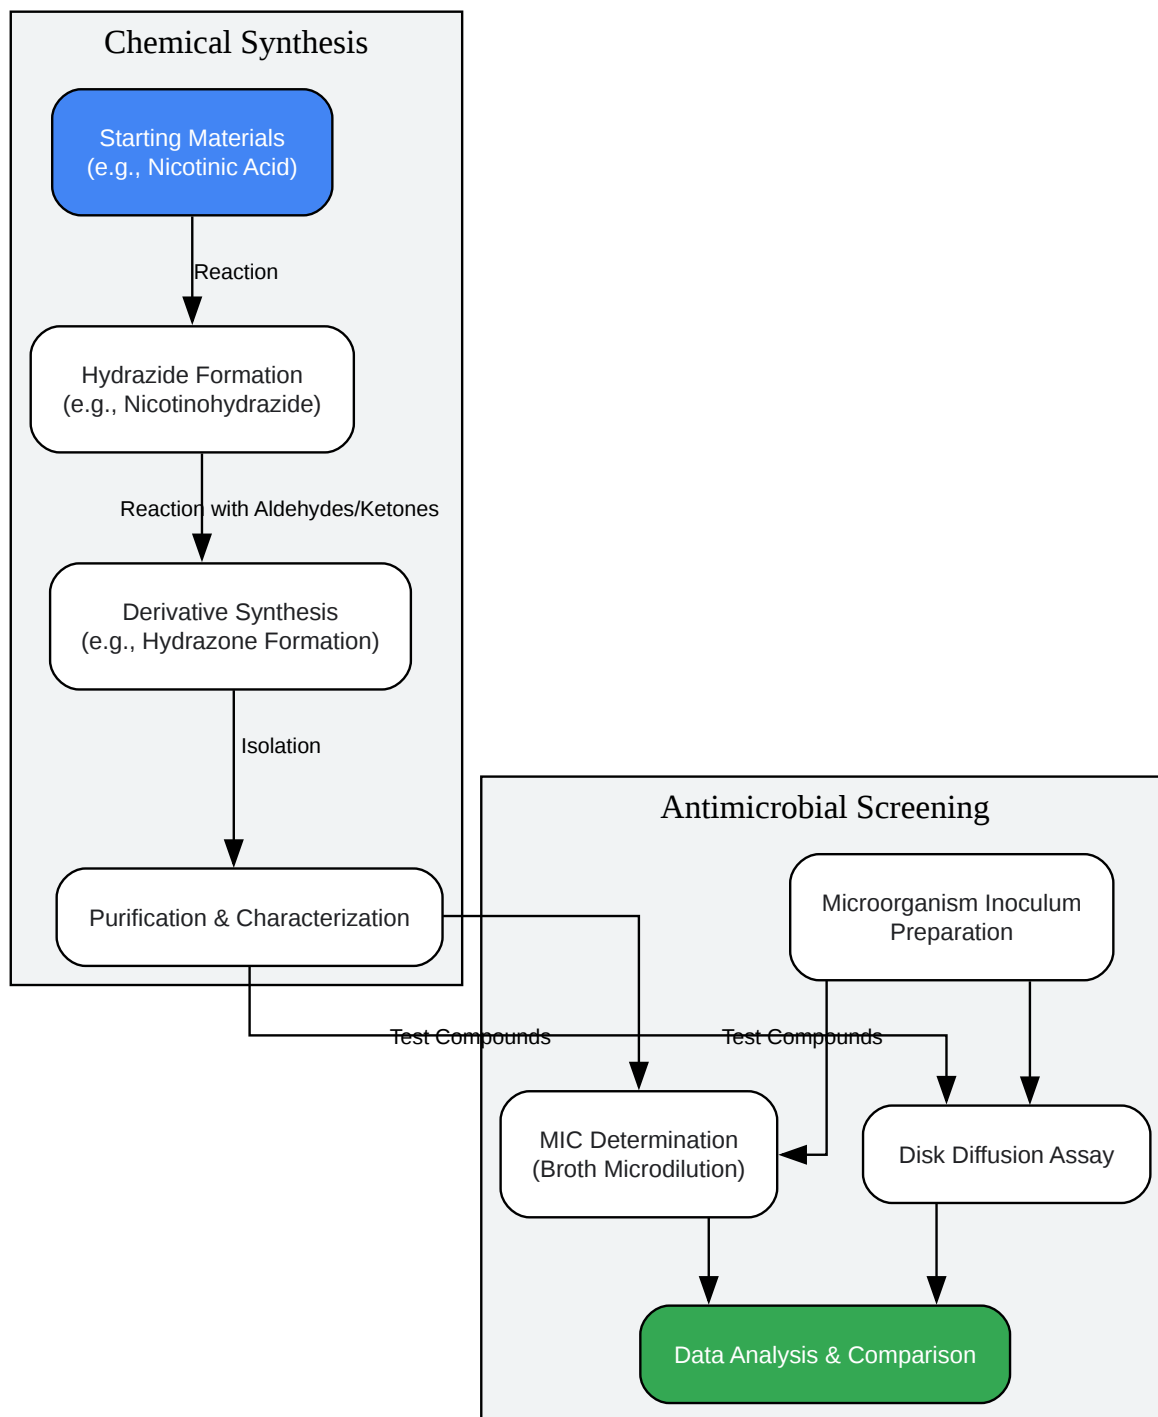 Chemical Synthesis
Starting Materials
(e.g., Nicotinic Acid)
Reaction
Hydrazide Formation
(e.g., Nicotinohydrazide)
Reaction with Aldehydes/Ketones
Derivative Synthesis
(e.g., Hydrazone Formation)
Isolation
Purification & Characterization
Antimicrobial Screening
Microorganism Inoculum
Preparation
Test Compounds
Test Compounds
MIC Determination
(Broth Microdilution)
Disk Diffusion Assay
Data Analysis & Comparison